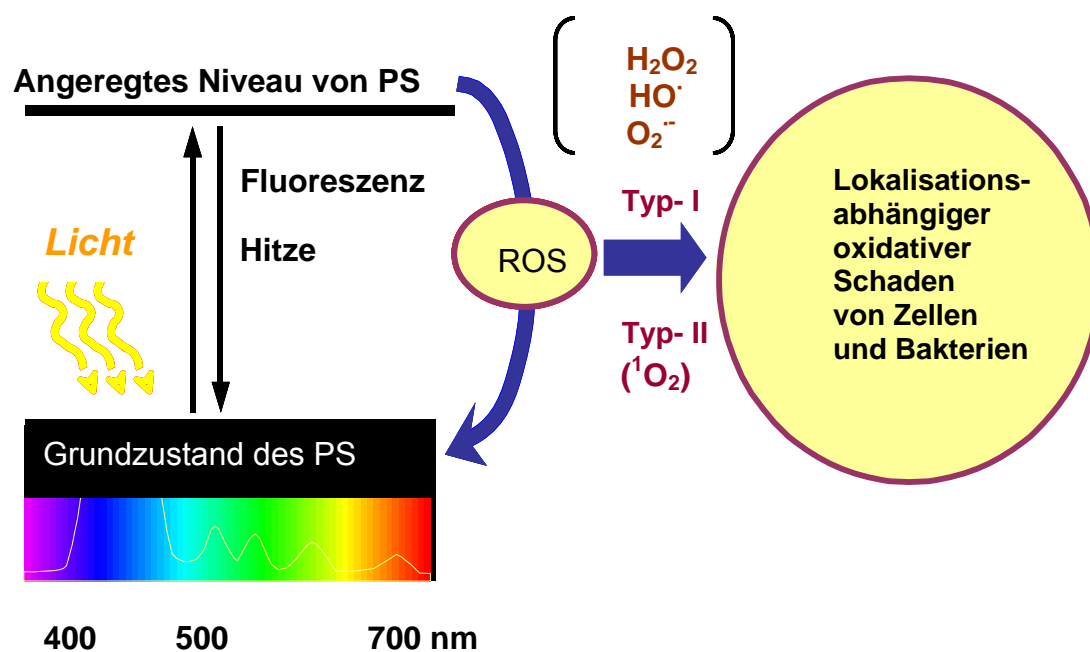 Angeregtes Niveau von PS
H₂O₂
HO˙
O₂˙⁻
Fluoreszenz
Hitze
Licht
ROS
Typ- I
Typ- II
(¹O₂)
Lokalisations-
abhängiger
oxidativer
Schaden
von Zellen
und Bakterien
Grundzustand des PS
400 500 700 nm